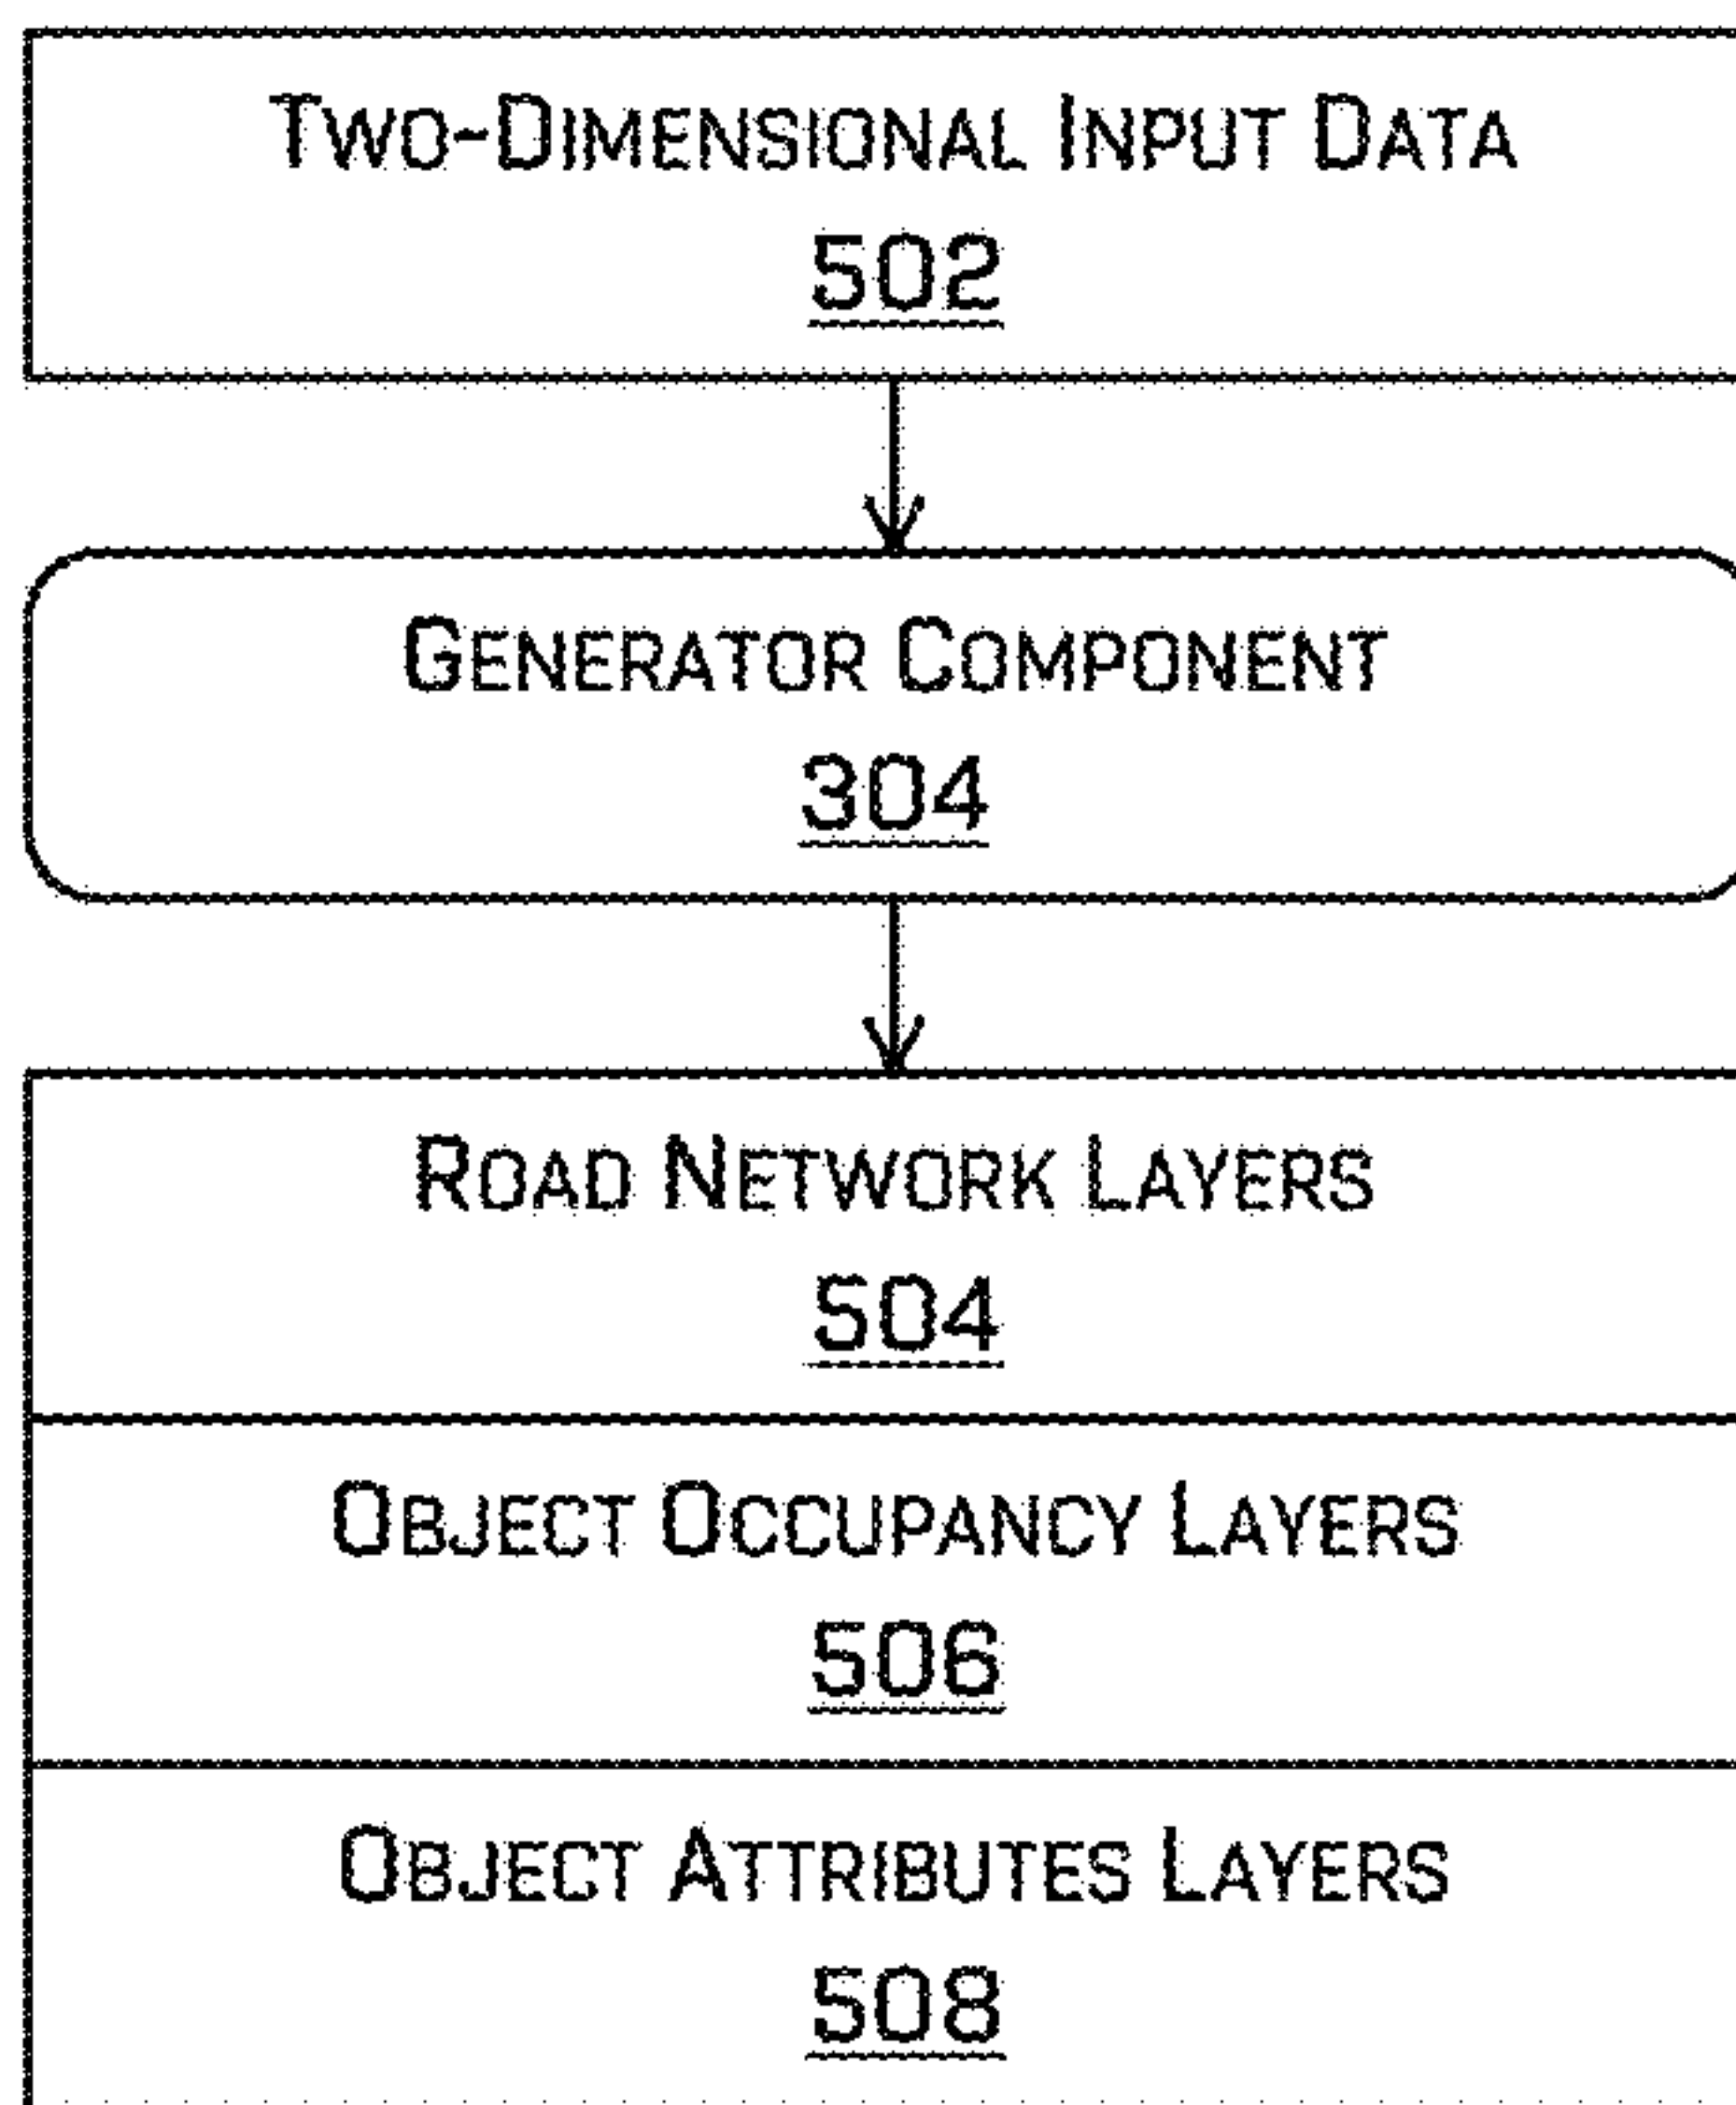 Two-Dimensional Input Data
502
Generator Component
304
Road Network Layers
504
Object Occupancy Layers
506
Object Attributes Layers
508